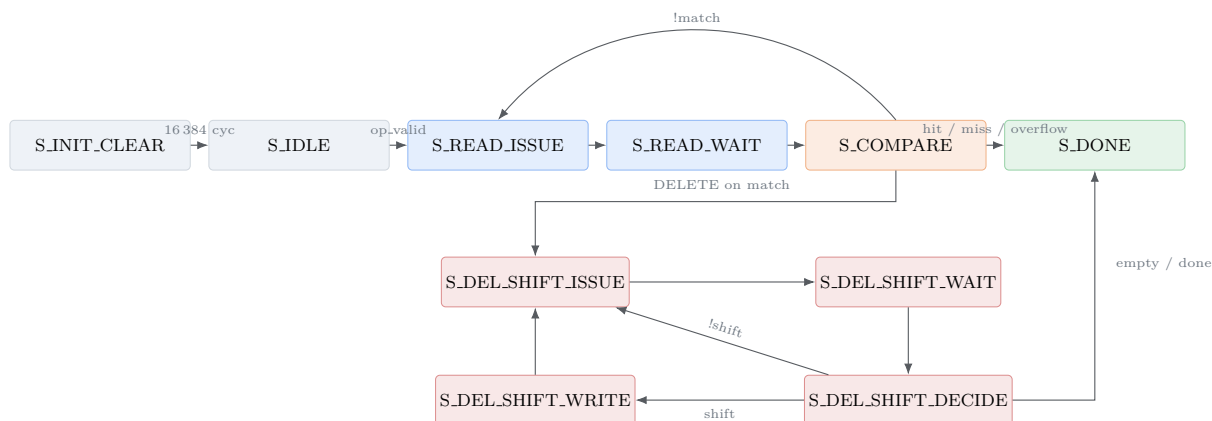 !match
16 384 cyc
op_valid
hit / miss / overflow
S_INIT_CLEAR
S_IDLE
S_READ_ISSUE
S_READ_WAIT
S_COMPARE
S_DONE
DELETE on match
empty / done
S_DEL_SHIFT_ISSUE
S_DEL_SHIFT_WAIT
!shift
S_DEL_SHIFT_WRITE
S_DEL_SHIFT_DECIDE
shift